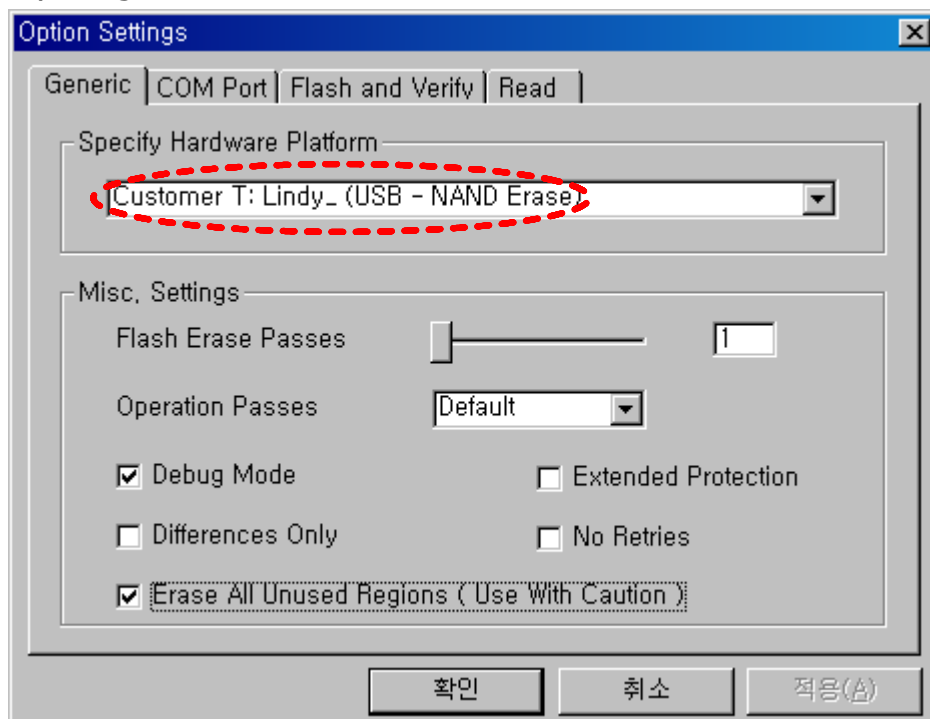 Option Settings
Generic COM Port Flash and Verify Read
Specify Hardware Platform
Customer T: Lindy_ (USB - NAND Erase)
Misc. Settings
Flash Erase Passes 1
Operation Passes Default
Debug Mode Extended Protection
Differences Only No Retries
Erase All Unused Regions ( Use With Caution )
확인 취소 적용(A)